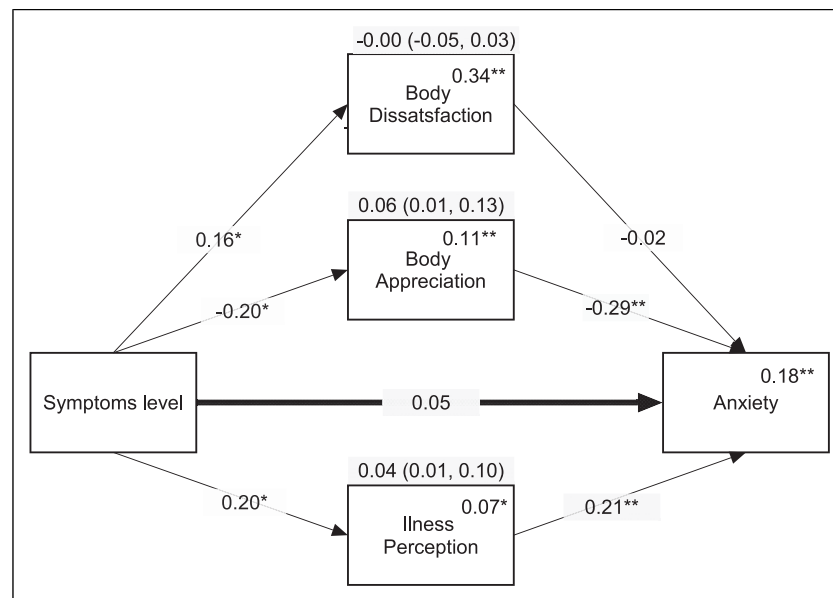 -0.00 (-0.05, 0.03)
0.34**
Body
Dissatsfaction
0.06 (0.01, 0.13)
0.16*
0.11**
Body
Appreciation
-0.02
-0.20*
-0.29**
Symptoms level
0.05
0.18**
Anxiety
0.04 (0.01, 0.10)
0.20*
0.07*
Ilness
Perception
0.21**